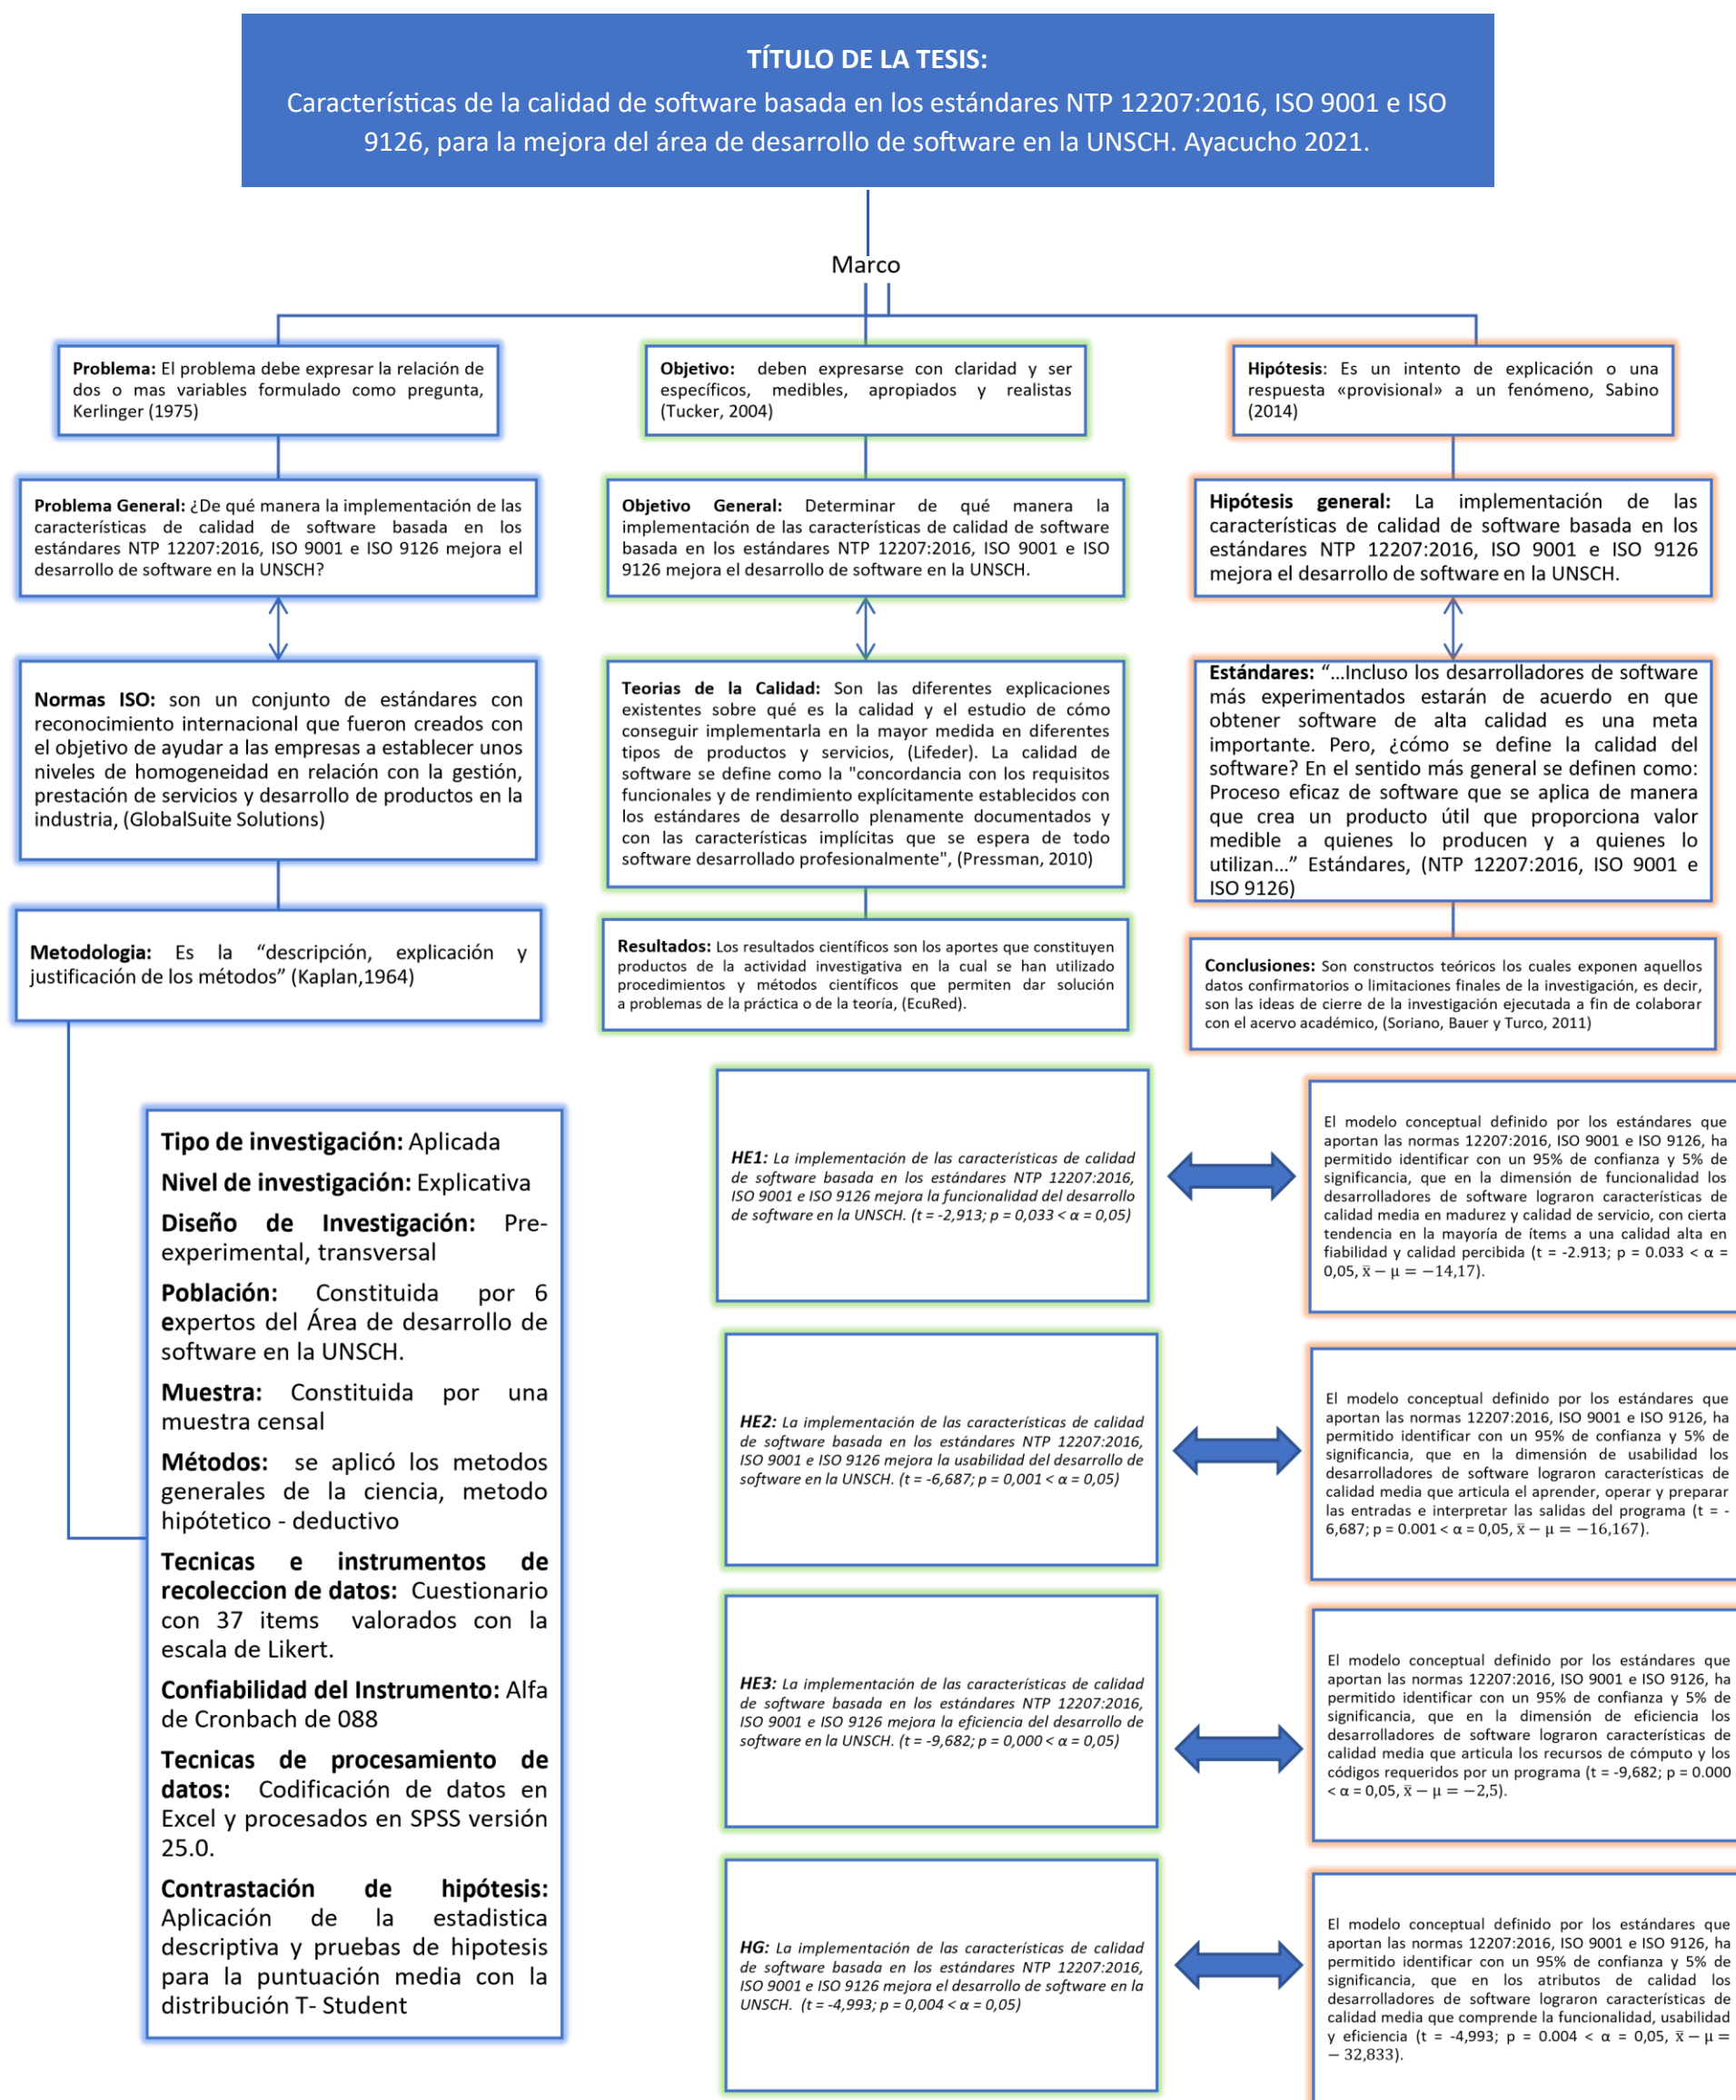 TÍTULO DE LA TESIS:
Características de la calidad de software basada en los estándares NTP 12207:2016, ISO 9001 e ISO
9126, para la mejora del área de desarrollo de software en la UNSCH. Ayacucho 2021.
Marco
Problema: El problema debe expresar la relación de
dos o mas variables formulado como pregunta,
Kerlinger (1975)
Objetivo: deben expresarse con claridad y ser
específicos, medibles, apropiados y realistas
(Tucker, 2004)
Hipótesis: Es un intento de explicación o una
respuesta «provisional» a un fenómeno, Sabino
(2014)
Problema General: ¿De qué manera la implementación de las
características de calidad de software basada en los
estándares NTP 12207:2016, ISO 9001 e ISO 9126 mejora el
desarrollo de software en la UNSCH?
Objetivo General: Determinar de qué manera la
implementación de las características de calidad de software
basada en los estándares NTP 12207:2016, ISO 9001 e ISO
9126 mejora el desarrollo de software en la UNSCH.
Hipótesis general: La implementación de las
características de calidad de software basada en los
estándares NTP 12207:2016, ISO 9001 e ISO 9126
mejora el desarrollo de software en la UNSCH.
Normas ISO: son un conjunto de estándares con
reconocimiento internacional que fueron creados con
el objetivo de ayudar a las empresas a establecer unos
niveles de homogeneidad en relación con la gestión,
prestación de servicios y desarrollo de productos en la
industria, (GlobalSuite Solutions)
Teorias de la Calidad: Son las diferentes explicaciones
existentes sobre qué es la calidad y el estudio de cómo
conseguir implementarla en la mayor medida en diferentes
tipos de productos y servicios, (Lifeder). La calidad de
software se define como la "concordancia con los requisitos
funcionales y de rendimiento explícitamente establecidos con
los estándares de desarrollo plenamente documentados y
con las características implícitas que se espera de todo
software desarrollado profesionalmente", (Pressman, 2010)
Estándares: “...Incluso los desarrolladores de software
más experimentados estarán de acuerdo en que
obtener software de alta calidad es una meta
importante. Pero, ¿cómo se define la calidad del
software? En el sentido más general se definen como:
Proceso eficaz de software que se aplica de manera
que crea un producto útil que proporciona valor
medible a quienes lo producen y a quienes lo
utilizan...” Estándares, (NTP 12207:2016, ISO 9001 e
ISO 9126)
Metodologia: Es la “descripción, explicación y
justificación de los métodos” (Kaplan,1964)
Resultados: Los resultados científicos son los aportes que constituyen
productos de la actividad investigativa en la cual se han utilizado
procedimientos y métodos científicos que permiten dar solución
a problemas de la práctica o de la teoría, (EcuRed).
Conclusiones: Son constructos teóricos los cuales exponen aquellos
datos confirmatorios o limitaciones finales de la investigación, es decir,
son las ideas de cierre de la investigación ejecutada a fin de colaborar
con el acervo académico, (Soriano, Bauer y Turco, 2011)
Tipo de investigación: Aplicada
Nivel de investigación: Explicativa
Diseño de Investigación: Pre-
experimental, transversal
Población: Constituida por 6
expertos del Área de desarrollo de
software en la UNSCH.
Muestra: Constituida por una
muestra censal
Métodos: se aplicó los metodos
generales de la ciencia, metodo
hipótetico - deductivo
Tecnicas e instrumentos de
recoleccion de datos: Cuestionario
con 37 items valorados con la
escala de Likert.
Confiabilidad del Instrumento: Alfa
de Cronbach de 088
Tecnicas de procesamiento de
datos: Codificación de datos en
Excel y procesados en SPSS versión
25.0.
Contrastación de hipótesis:
Aplicación de la estadistica
descriptiva y pruebas de hipotesis
para la puntuación media con la
distribución T- Student
HE1: La implementación de las características de calidad
de software basada en los estándares NTP 12207:2016,
ISO 9001 e ISO 9126 mejora la funcionalidad del desarrollo
de software en la UNSCH. (t = -2,913; p = 0,033 < α = 0,05)
El modelo conceptual definido por los estándares que
aportan las normas 12207:2016, ISO 9001 e ISO 9126, ha
permitido identificar con un 95% de confianza y 5% de
significancia, que en la dimensión de funcionalidad los
desarrolladores de software lograron características de
calidad media en madurez y calidad de servicio, con cierta
tendencia en la mayoría de ítems a una calidad alta en
fiabilidad y calidad percibida (t = -2.913; p = 0.033 < α =
0,05, x̅ − μ = −14,17).
HE2: La implementación de las características de calidad
de software basada en los estándares NTP 12207:2016,
ISO 9001 e ISO 9126 mejora la usabilidad del desarrollo de
software en la UNSCH. (t = -6,687; p = 0,001 < α = 0,05)
El modelo conceptual definido por los estándares que
aportan las normas 12207:2016, ISO 9001 e ISO 9126, ha
permitido identificar con un 95% de confianza y 5% de
significancia, que en la dimensión de usabilidad los
desarrolladores de software lograron características de
calidad media que articula el aprender, operar y preparar
las entradas e interpretar las salidas del programa (t = -
6,687; p = 0.001 < α = 0,05, x̅ − μ = −16,167).
HE3: La implementación de las características de calidad
de software basada en los estándares NTP 12207:2016,
ISO 9001 e ISO 9126 mejora la eficiencia del desarrollo de
software en la UNSCH. (t = -9,682; p = 0,000 < α = 0,05)
El modelo conceptual definido por los estándares que
aportan las normas 12207:2016, ISO 9001 e ISO 9126, ha
permitido identificar con un 95% de confianza y 5% de
significancia, que en la dimensión de eficiencia los
desarrolladores de software lograron características de
calidad media que articula los recursos de cómputo y los
códigos requeridos por un programa (t = -9,682; p = 0.000
< α = 0,05, x̅ − μ = −2,5).
HG: La implementación de las características de calidad
de software basada en los estándares NTP 12207:2016,
ISO 9001 e ISO 9126 mejora el desarrollo de software en la
UNSCH. (t = -4,993; p = 0,004 < α = 0,05)
El modelo conceptual definido por los estándares que
aportan las normas 12207:2016, ISO 9001 e ISO 9126, ha
permitido identificar con un 95% de confianza y 5% de
significancia, que en los atributos de calidad los
desarrolladores de software lograron características de
calidad media que comprende la funcionalidad, usabilidad
y eficiencia (t = -4,993; p = 0.004 < α = 0,05, x̅ − μ =
− 32,833).